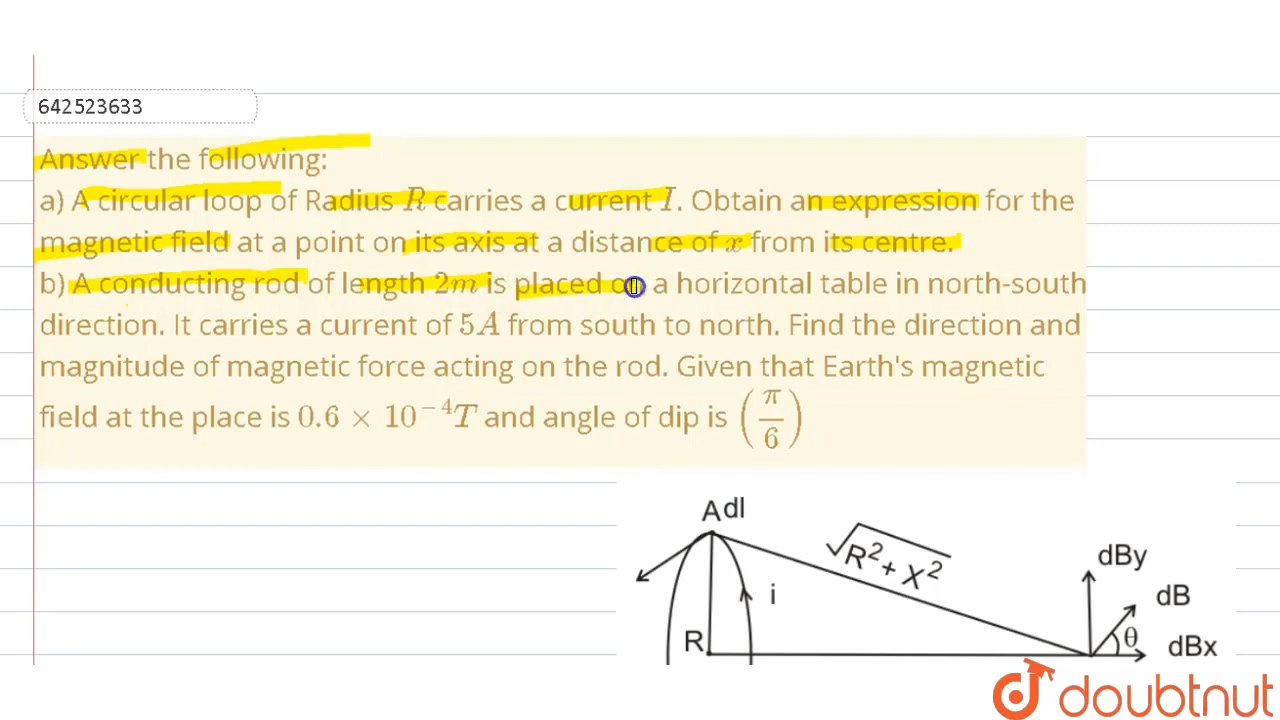 642523633
Answer the following:
a) A circular loop of Radius R carries a current I. Obtain an expression for the
magnetic field at a point on its axis at a distance of x from its centre.
b) A conducting rod of length 2m is placed on a horizontal table in north-south
direction. It carries a current of 5A from south to north. Find the direction and
magnitude of magnetic force acting on the rod. Given that Earth's magnetic
field at the place is 0.6 × 10⁻⁴T and angle of dip is (π/6)
A dl
√R²+ X²
dBy
i
dB
R
θ
dBx
doubtnut